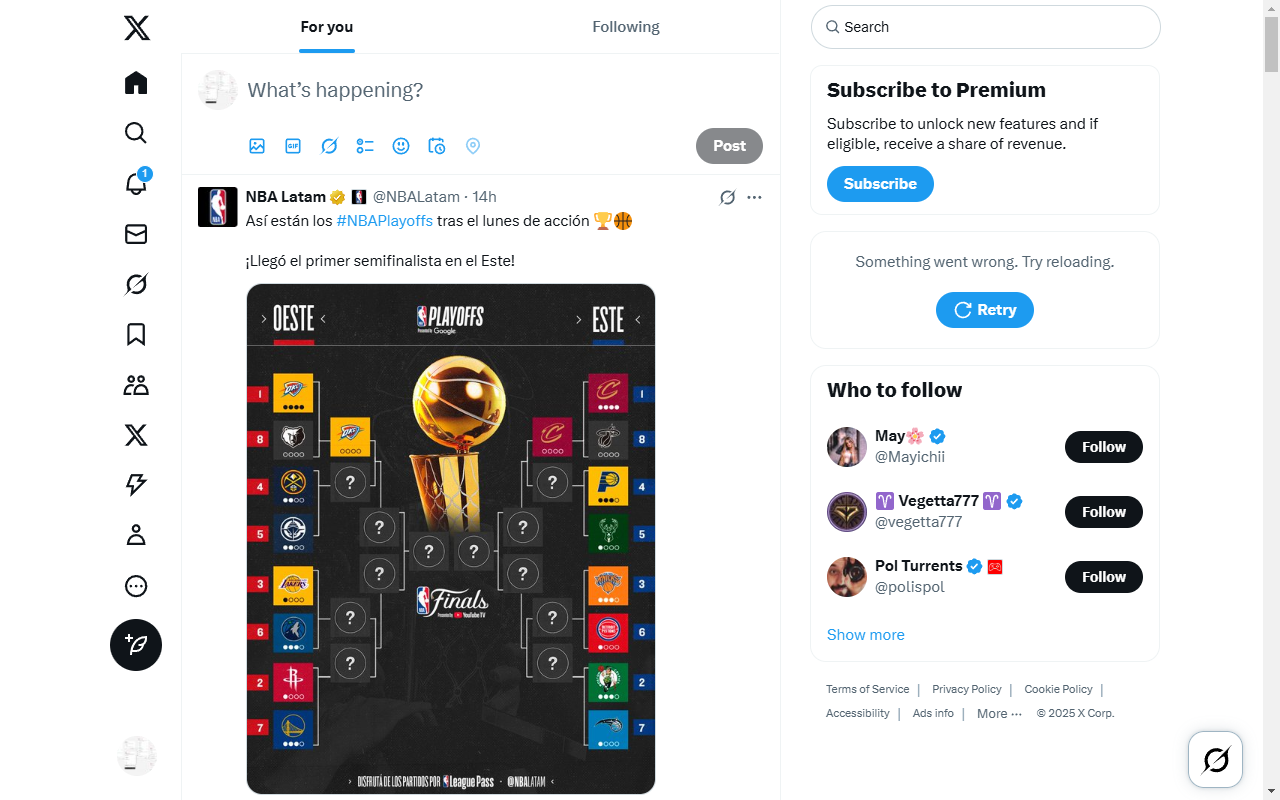 For you
Following
Search
What's happening?
GIF
Post
1
NBA Latam @NBALatam · 14h
Así están los #NBAPlayoffs tras el lunes de acción
¡Llegó el primer semifinalista en el Este!
OESTE
PLAYOFFS
Presented by Google
ESTE
1
8
4
5
3
6
2
7
?
?
?
?
?
?
?
?
?
?
?
?
LAKERS
Finals
Presented by YouTube TV
1
8
4
5
3
6
2
7
DISFRUTÁ DE LOS PARTIDOS POR NBA League Pass · @NBALATAM
Subscribe to Premium
Subscribe to unlock new features and if
eligible, receive a share of revenue.
Subscribe
Something went wrong. Try reloading.
Retry
Who to follow
May🌸
@Mayichii
Follow
♈ Vegetta777 ♈
@vegetta777
Follow
Pol Turrents
@polispol
Follow
Show more
Terms of Service | Privacy Policy | Cookie Policy |
Accessibility | Ads info | More ··· © 2025 X Corp.